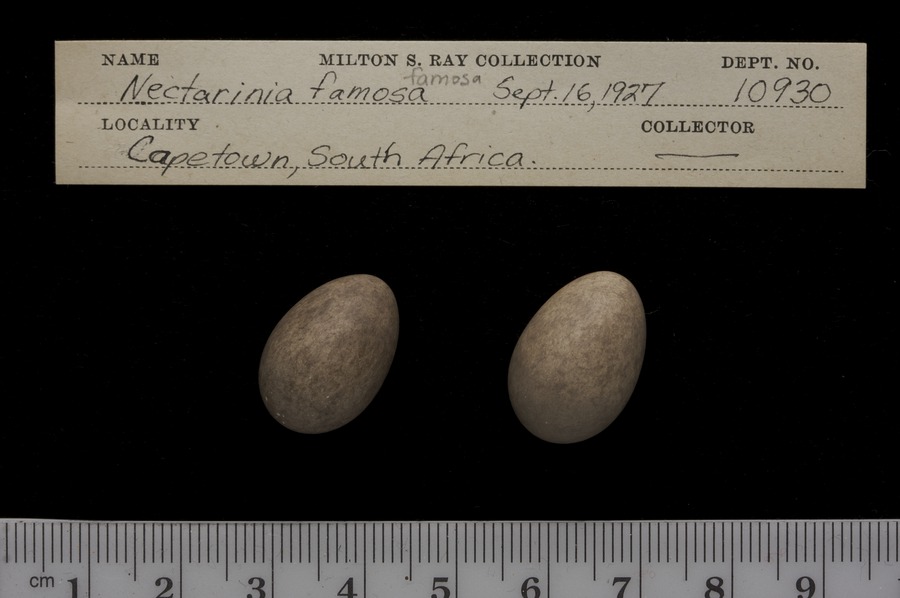 NAME MILTON S. RAY COLLECTION DEPT. NO.
famosa
Nectarinia famosa Sept. 16, 1927 10930
LOCALITY COLLECTOR
Capetown, South Africa.
cm 1 2 3 4 5 6 7 8 9